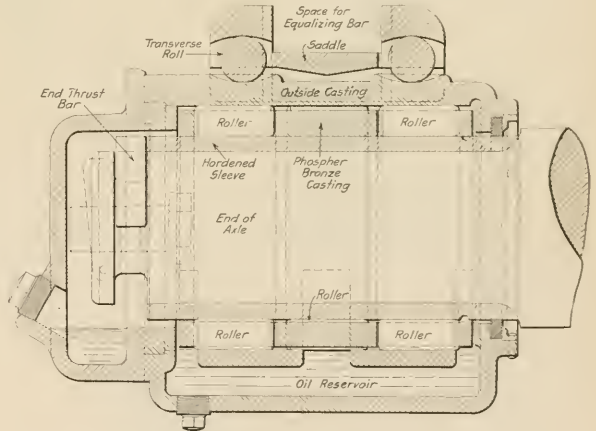 Space for
Equalizing Bar
Transverse
Roll
Saddle
End Thrust
Bar
Outside Casting
Roller
Roller
Hardened
Sleeve
Phospher
Bronze
Casting
End of
Axle
Roller
Roller
Roller
Oil Reservoir